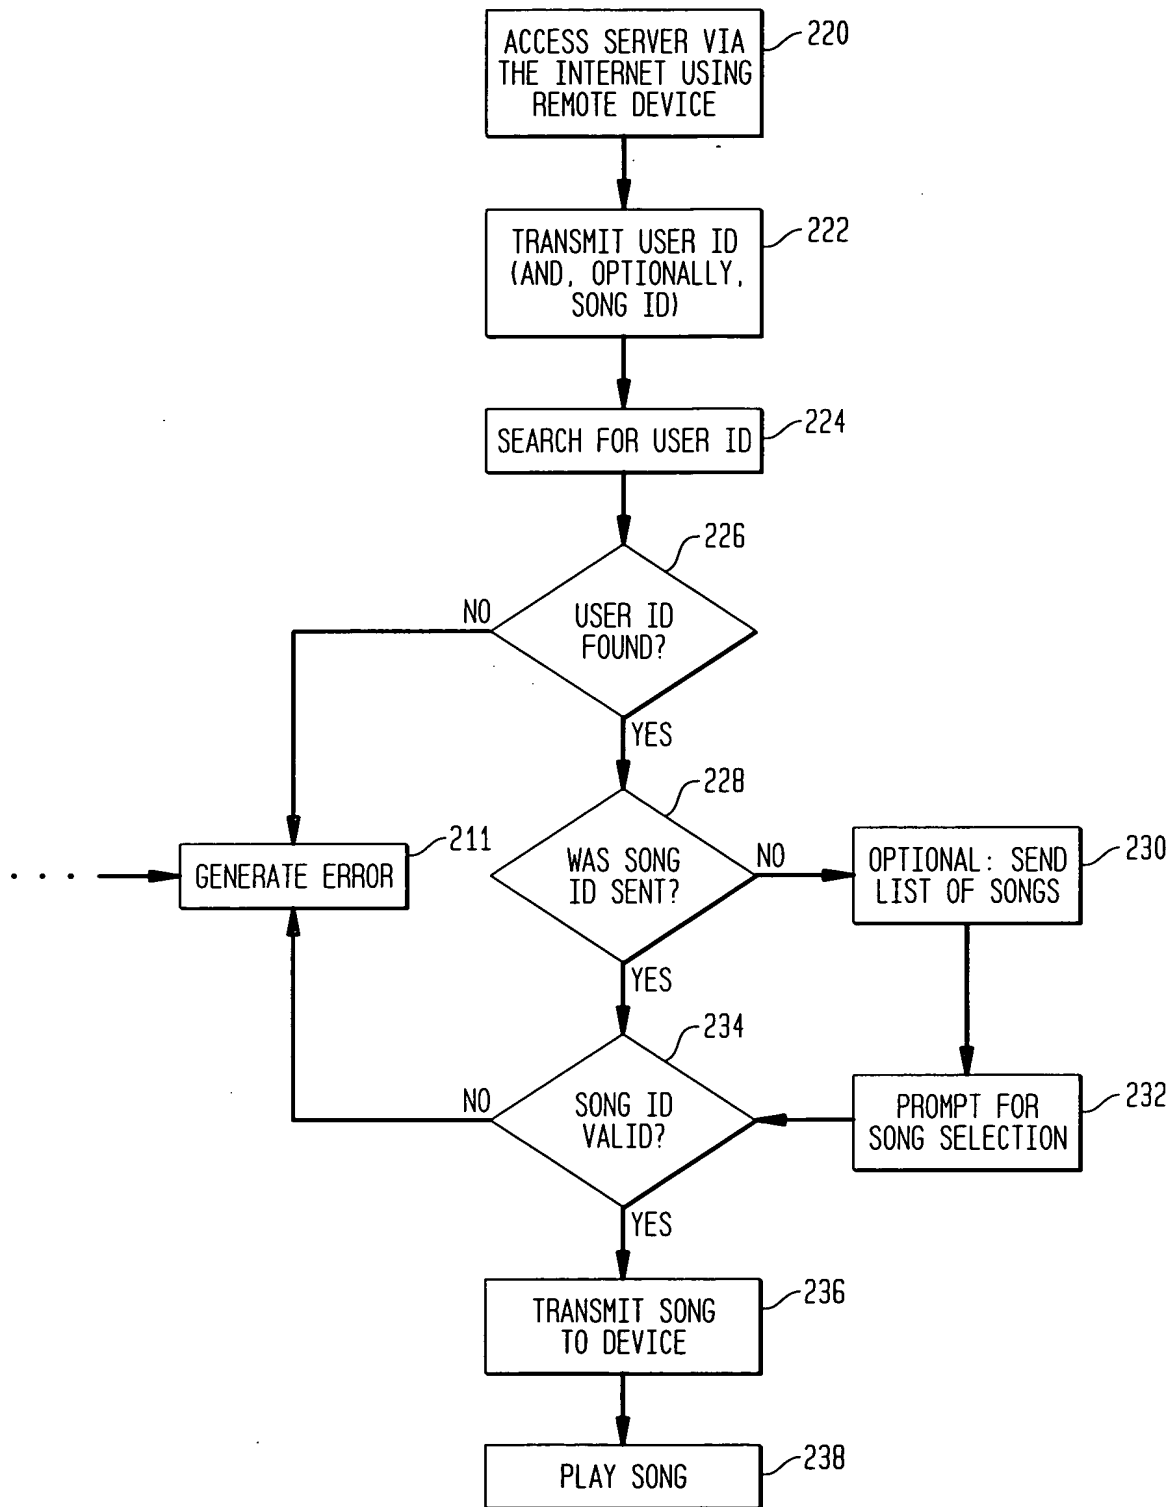 ACCESS SERVER VIA
THE INTERNET USING
REMOTE DEVICE
220
TRANSMIT USER ID
(AND, OPTIONALLY,
SONG ID)
222
SEARCH FOR USER ID
224
226
USER ID
FOUND?
NO
YES
228
WAS SONG
ID SENT?
NO
YES
OPTIONAL: SEND
LIST OF SONGS
230
. . .
GENERATE ERROR
211
PROMPT FOR
SONG SELECTION
232
234
SONG ID
VALID?
NO
YES
TRANSMIT SONG
TO DEVICE
236
PLAY SONG
238